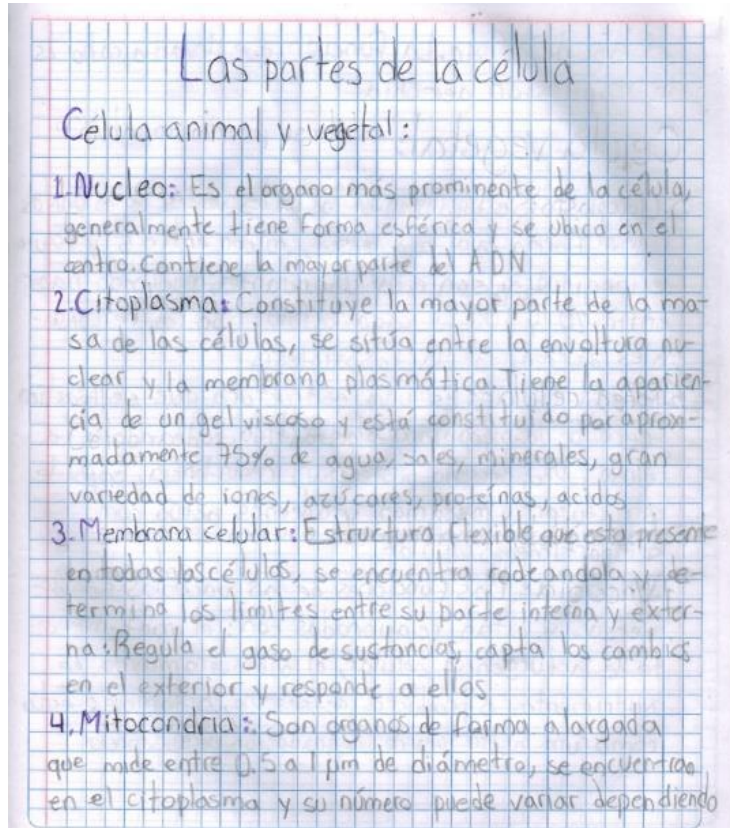 Las partes de la célula
Célula animal y vegetal:
1.Nucleo: Es el organo más prominente de la célula,
generalmente tiene forma esférica y se ubica en el
centro. Contiene la mayor parte del ADN
2.Citoplasma: Constituye la mayor parte de la ma-
sa de las células, se sitúa entre la envoltura nu-
clear y la membrana plasmática. Tiene la aparien-
cia de un gel viscoso y está constituido por aprox-
madamente 75% de agua, sales, minerales, gran
variedad de iones, azúcares, proteínas, acidos
3.Membrana celular: Estructura flexible que esta presente
en todas las células, se encuentra rodeandola y de-
termina los limites entre su parte interna y exter-
na. Regula el paso de sustancias, capta los cambios
en el exterior y responde a ellos
4.Mitocondria: Son organos de forma alargada
que mide entre 0.5 a 1 µm de diámetro, se encuentran
en el citoplasma y su número puede variar dependiendo